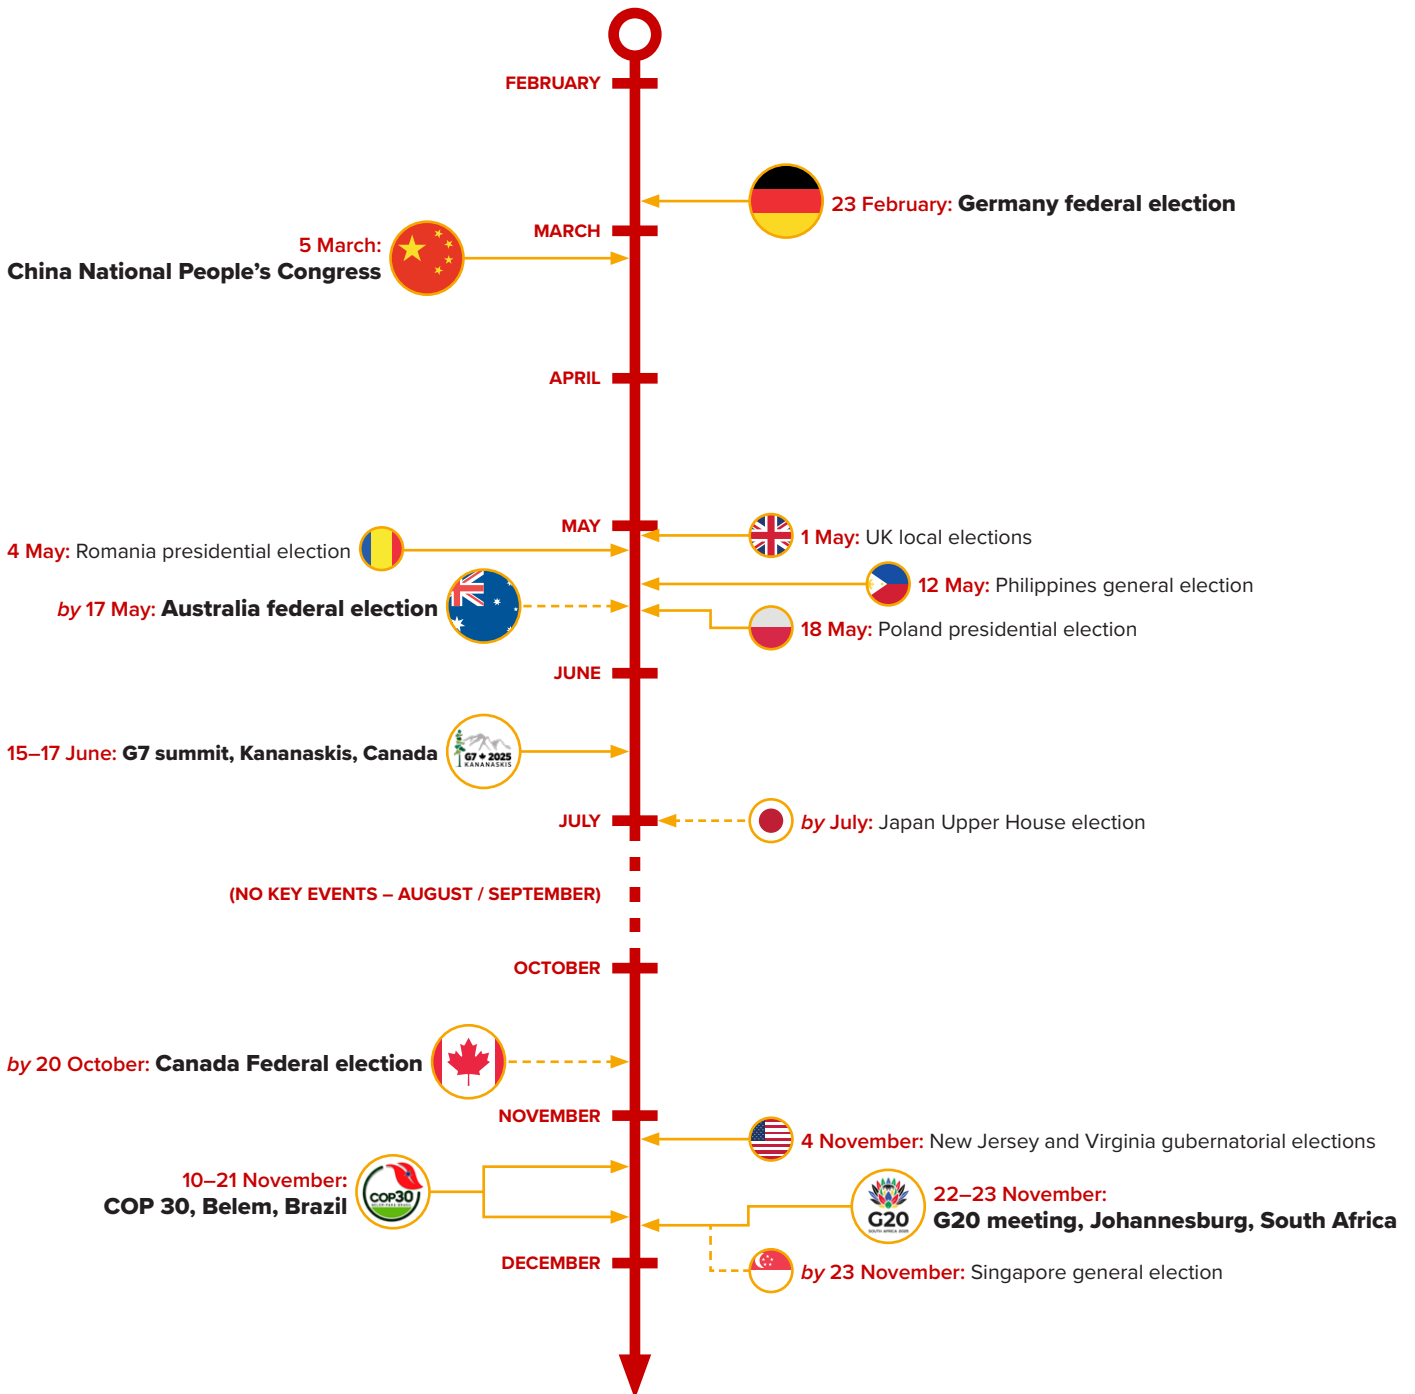 FEBRUARY
23 February: Germany federal election
MARCH
5 March:
China National People’s Congress
APRIL
MAY
1 May: UK local elections
4 May: Romania presidential election
12 May: Philippines general election
by 17 May: Australia federal election
18 May: Poland presidential election
JUNE
15–17 June: G7 summit, Kananaskis, Canada
G7 2025
KANANASKIS
JULY
by July: Japan Upper House election
(NO KEY EVENTS – AUGUST / SEPTEMBER)
OCTOBER
by 20 October: Canada Federal election
NOVEMBER
4 November: New Jersey and Virginia gubernatorial elections
10–21 November:
COP 30, Belem, Brazil
COP30
22–23 November:
G20 meeting, Johannesburg, South Africa
G20
SOUTH AFRICA 2025
DECEMBER
by 23 November: Singapore general election